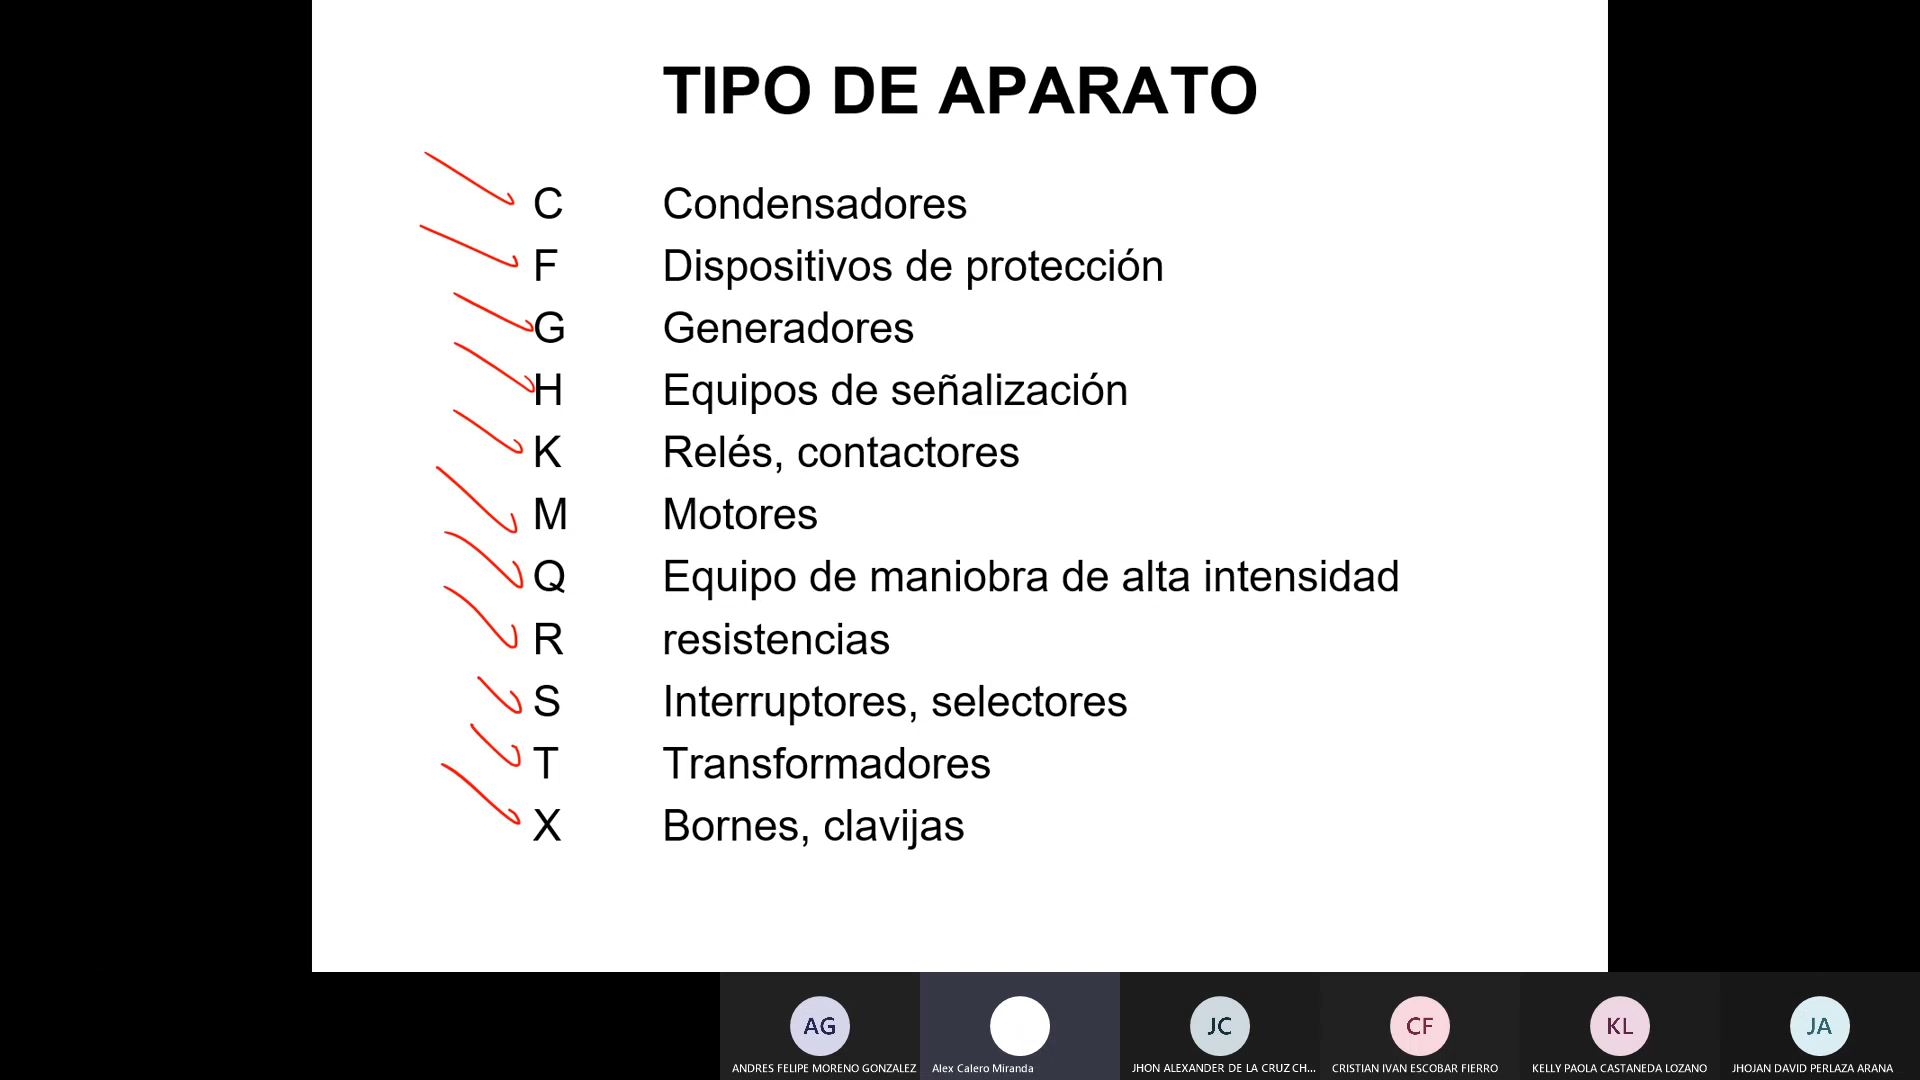 TIPO DE APARATO
C Condensadores
F Dispositivos de protección
G Generadores
H Equipos de señalización
K Relés, contactores
M Motores
Q Equipo de maniobra de alta intensidad
R resistencias
S Interruptores, selectores
T Transformadores
X Bornes, clavijas
AG JC CF KL JA
ANDRES FELIPE MORENO GONZALEZ Alex Calero Miranda JHON ALEXANDER DE LA CRUZ CH... CRISTIAN IVAN ESCOBAR FIERRO KELLY PAOLA CASTANEDA LOZANO JHOJAN DAVID PERLAZA ARANA